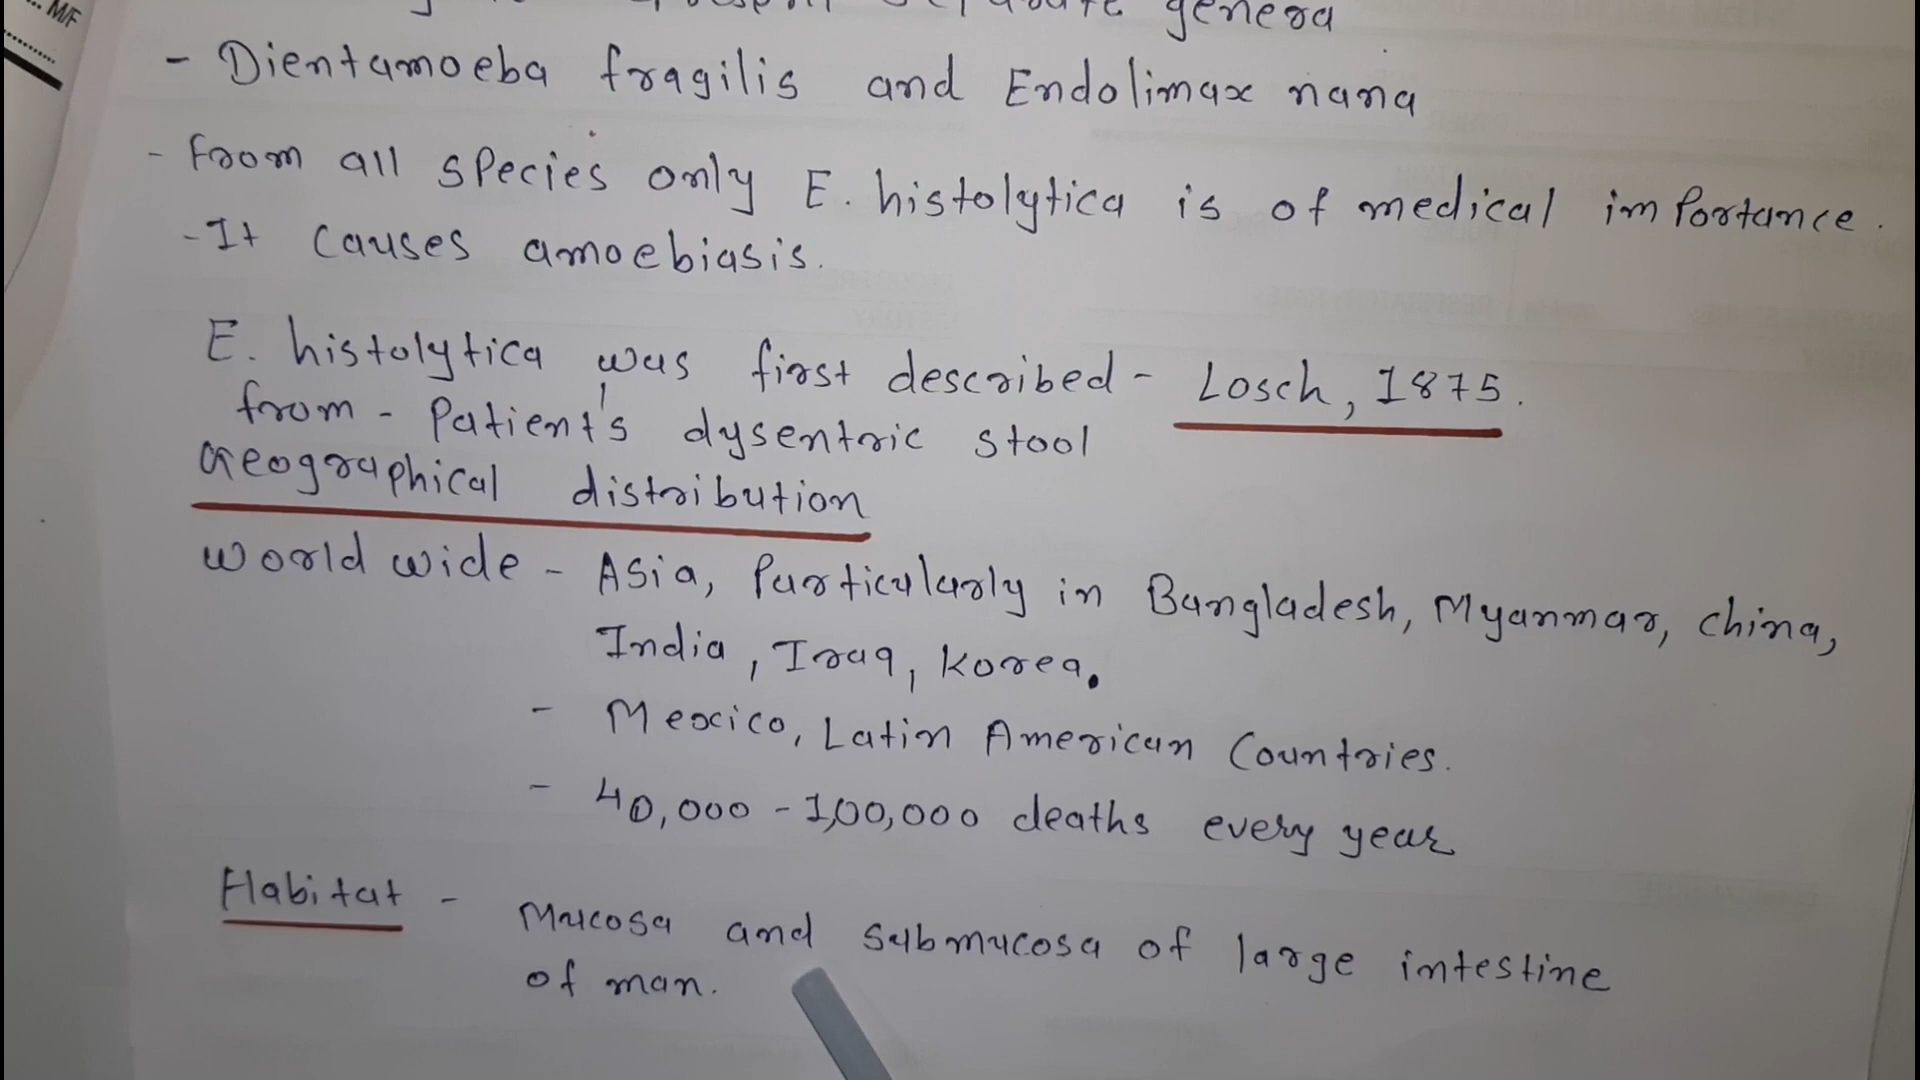 genera
- Dientamoeba fragilis and Endolimax nana
- From all species only E. histolytica is of medical importance.
- It causes amoebiasis.
E. histolytica was first described - Losch, 1875.
from - Patient's dysentric stool
Geographical distribution
World wide - Asia, Particularly in Bangladesh, Myanmar, China,
India, Iraq, Korea.
- Mexico, Latin American Countries.
- 40,000 - 1,00,000 deaths every year
Habitat - Mucosa and submucosa of large intestine
of man.
M/F